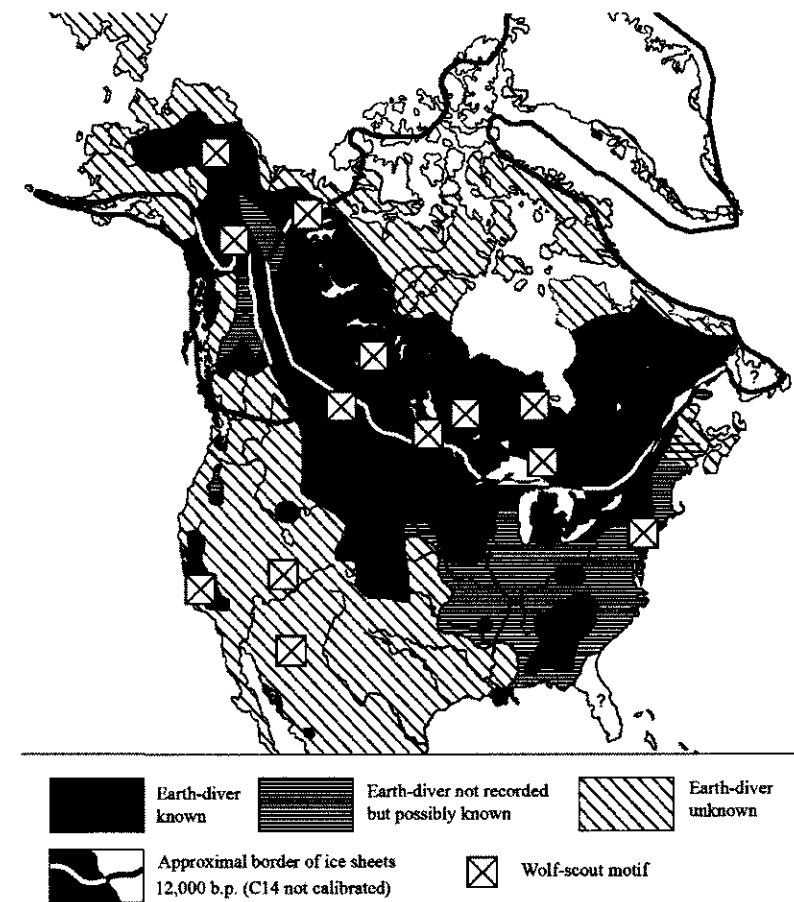 ?
?
Earth-diver
known
Earth-diver not recorded
but possibly known
Earth-diver
unknown
Approximal border of ice sheets
12,000 b.p. (C14 not calibrated)
Wolf-scout motif